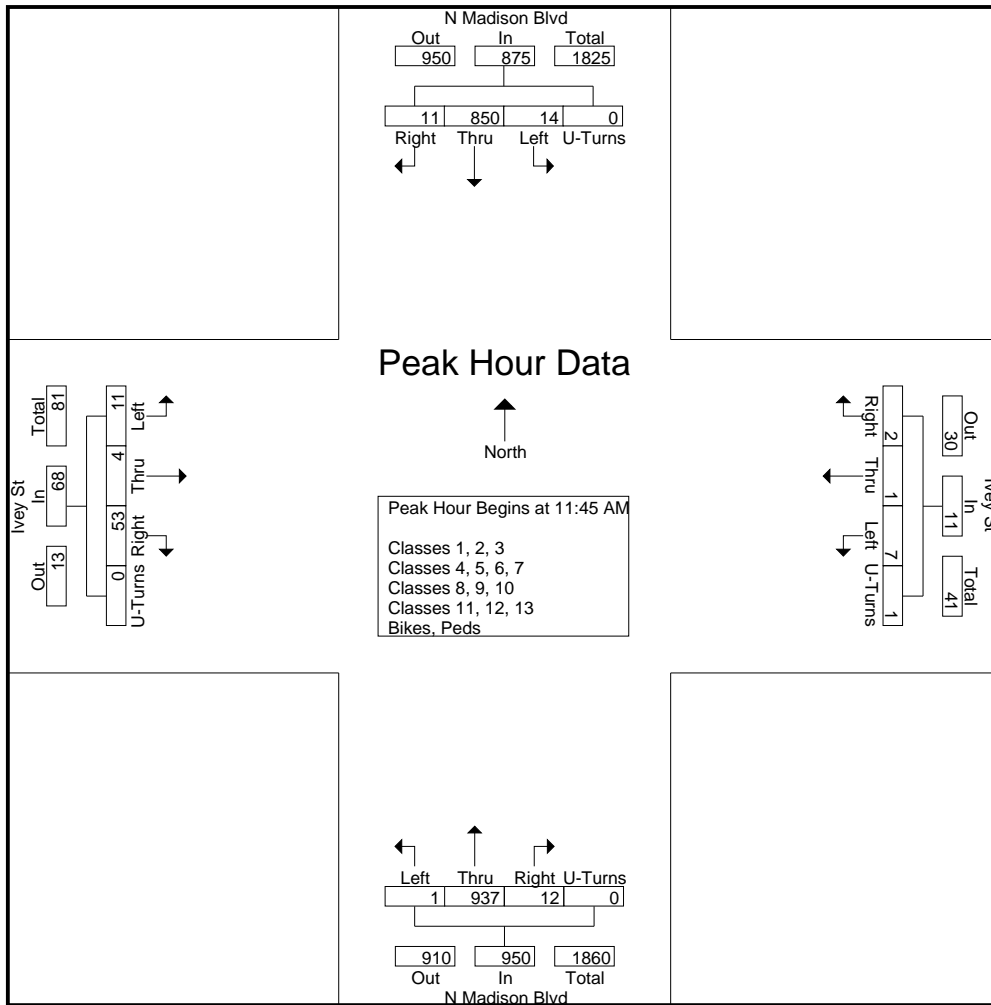 N Madison Blvd
Out In Total
950 875 1825
11 850 14 0
Right Thru Left U-Turns
Peak Hour Data
North
Peak Hour Begins at 11:45 AM
Classes 1, 2, 3
Classes 4, 5, 6, 7
Classes 8, 9, 10
Classes 11, 12, 13
Bikes, Peds
Ivey St
Total In Out
81 68 13
11 4 53 0
Left Thru Right U-Turns
Ivey St
Out In Total
30 11 41
2 1 7 1
Right Thru Left U-Turns
Left Thru Right U-Turns
1 937 12 0
910 950 1860
Out In Total
N Madison Blvd